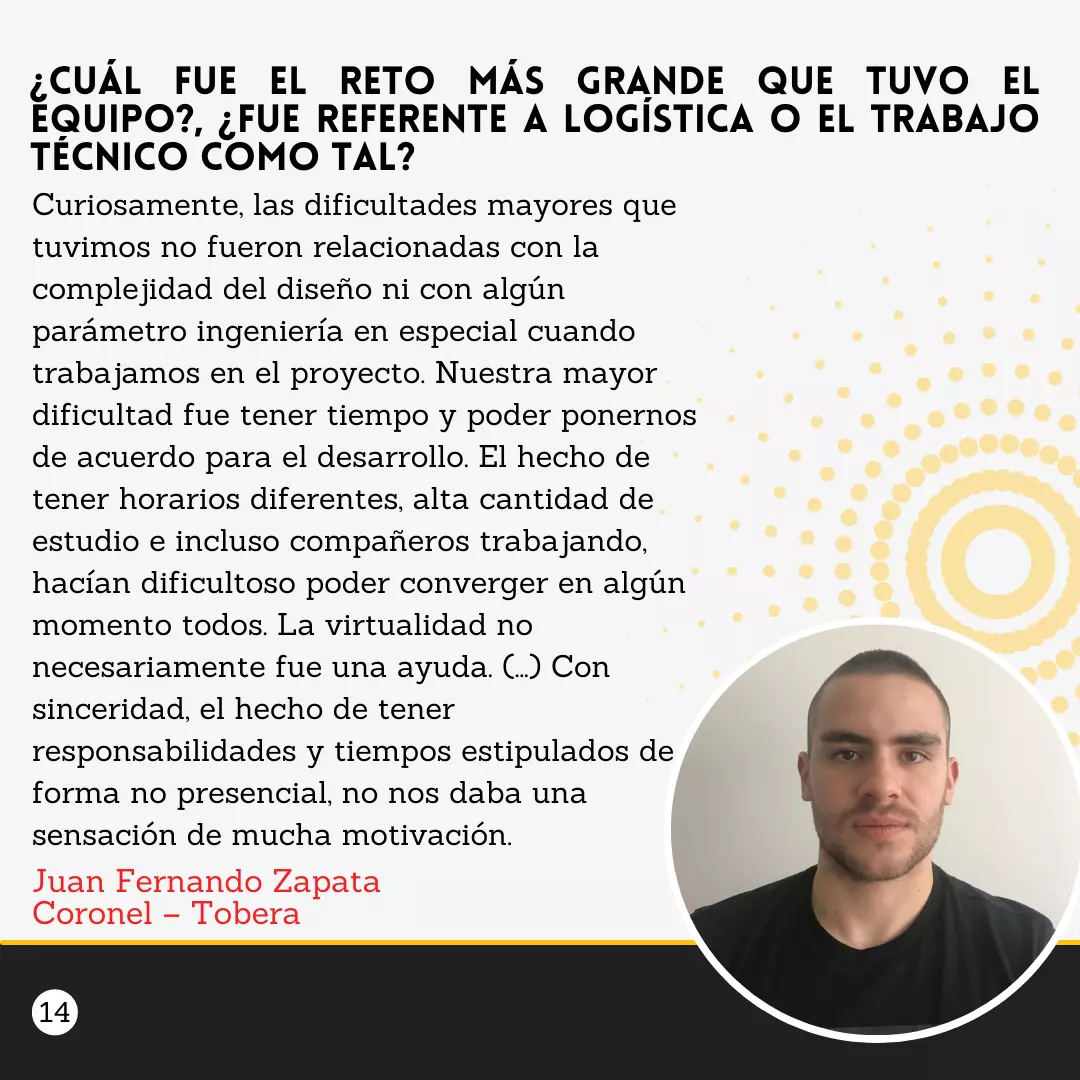 ¿CUÁL FUE EL RETO MÁS GRANDE QUE TUVO EL
EQUIPO?, ¿FUE REFERENTE A LOGÍSTICA O EL TRABAJO
TÉCNICO COMO TAL?
Curiosamente, las dificultades mayores que
tuvimos no fueron relacionadas con la
complejidad del diseño ni con algún
parámetro ingeniería en especial cuando
trabajamos en el proyecto. Nuestra mayor
dificultad fue tener tiempo y poder ponernos
de acuerdo para el desarrollo. El hecho de
tener horarios diferentes, alta cantidad de
estudio e incluso compañeros trabajando,
hacían dificultoso poder converger en algún
momento todos. La virtualidad no
necesariamente fue una ayuda. (...) Con
sinceridad, el hecho de tener
responsabilidades y tiempos estipulados de
forma no presencial, no nos daba una
sensación de mucha motivación.
Juan Fernando Zapata
Coronel – Tobera
14